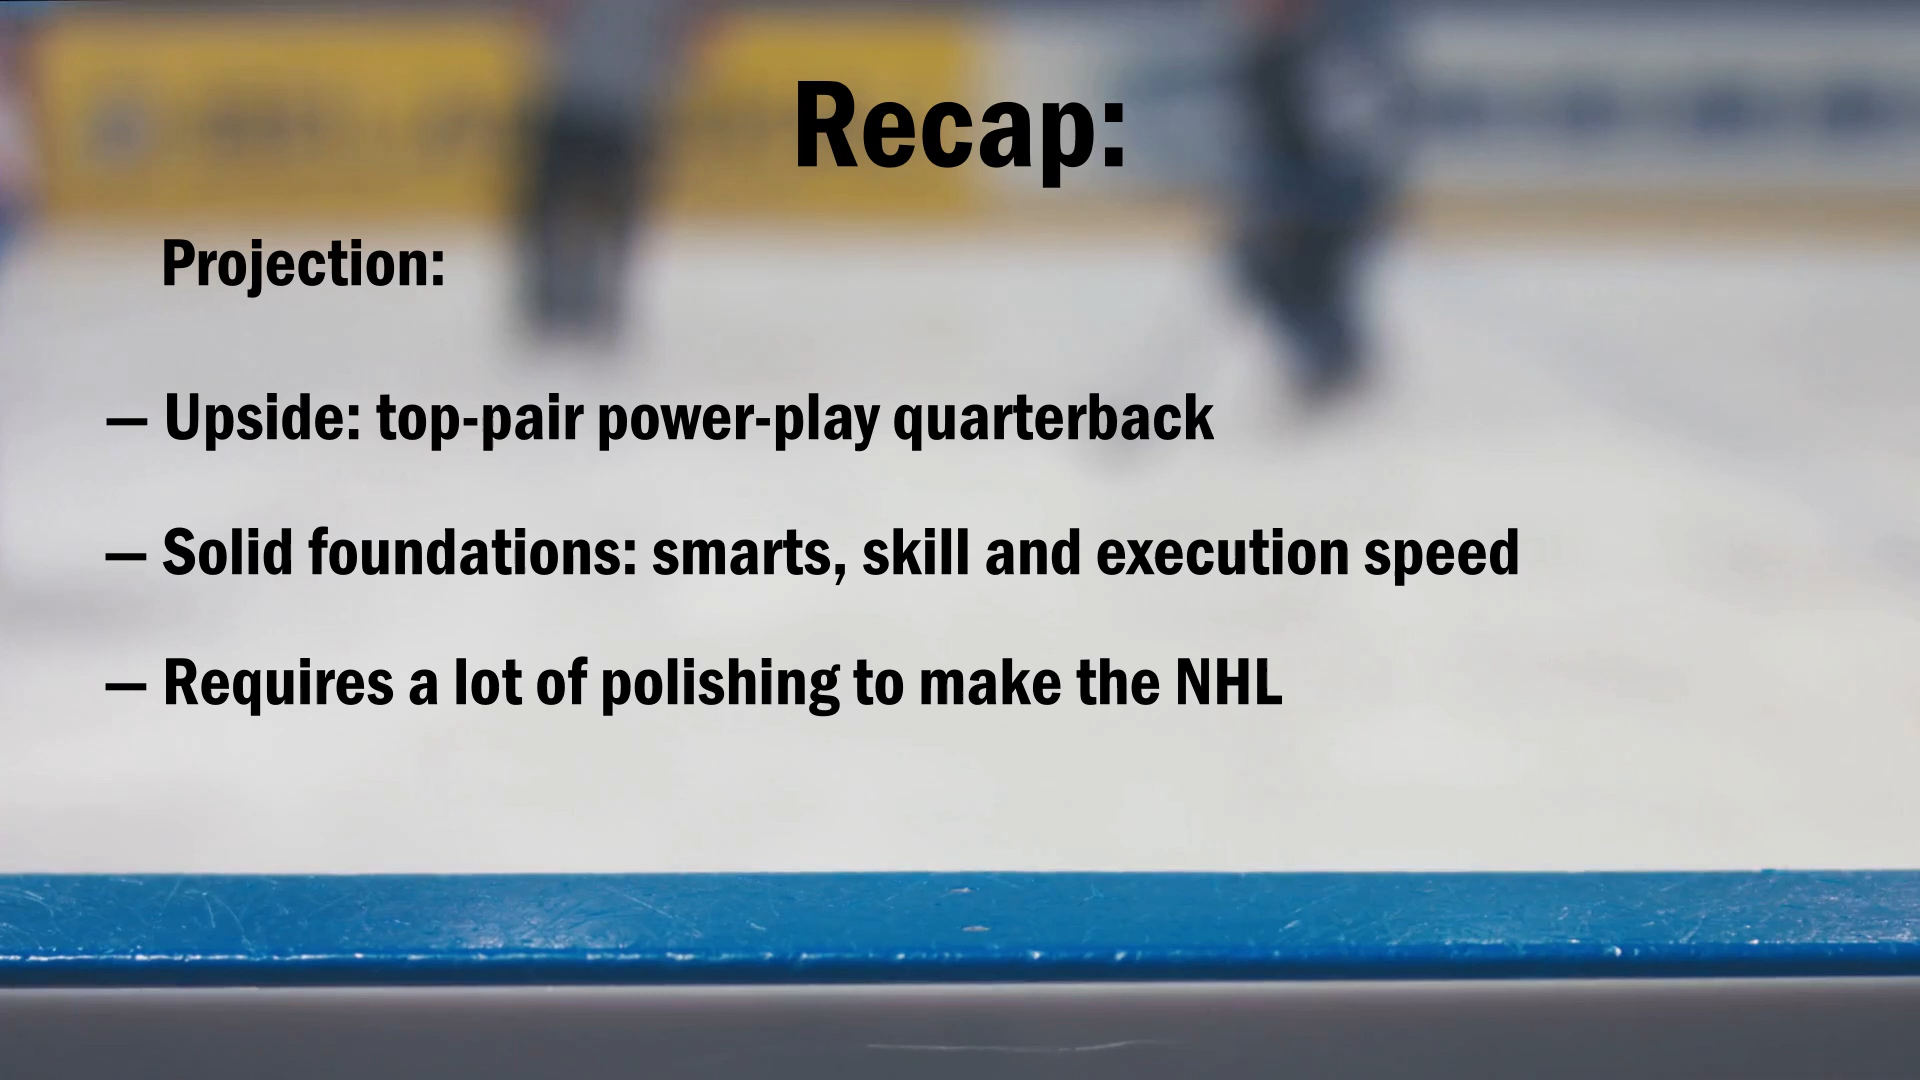 Recap:
Projection:
– Upside: top-pair power-play quarterback
– Solid foundations: smarts, skill and execution speed
– Requires a lot of polishing to make the NHL